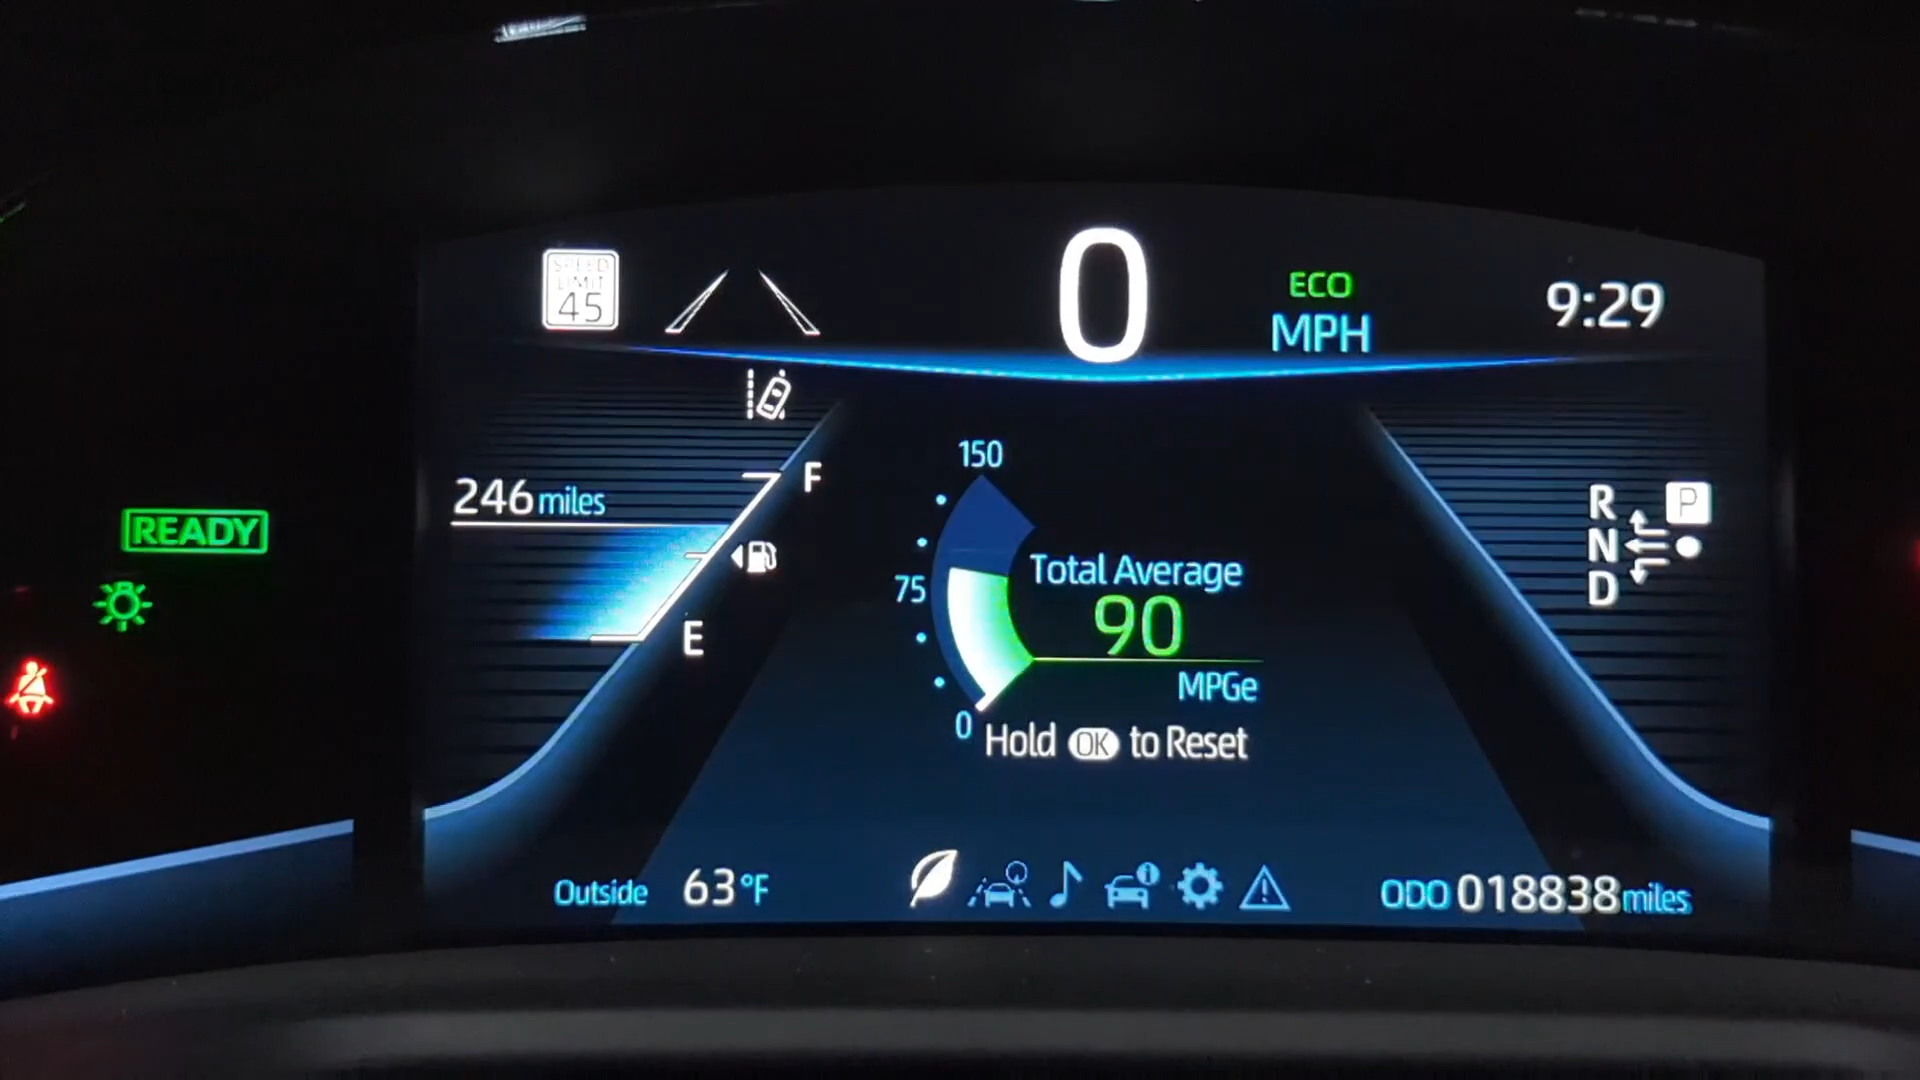 SPEED
LIMIT
45
0
ECO
MPH
9:29
246 miles
F
E
READY
150
75
0
Total Average
90
MPGe
Hold OK to Reset
R
N
D
P
Outside 63°F
ODO 018838 miles